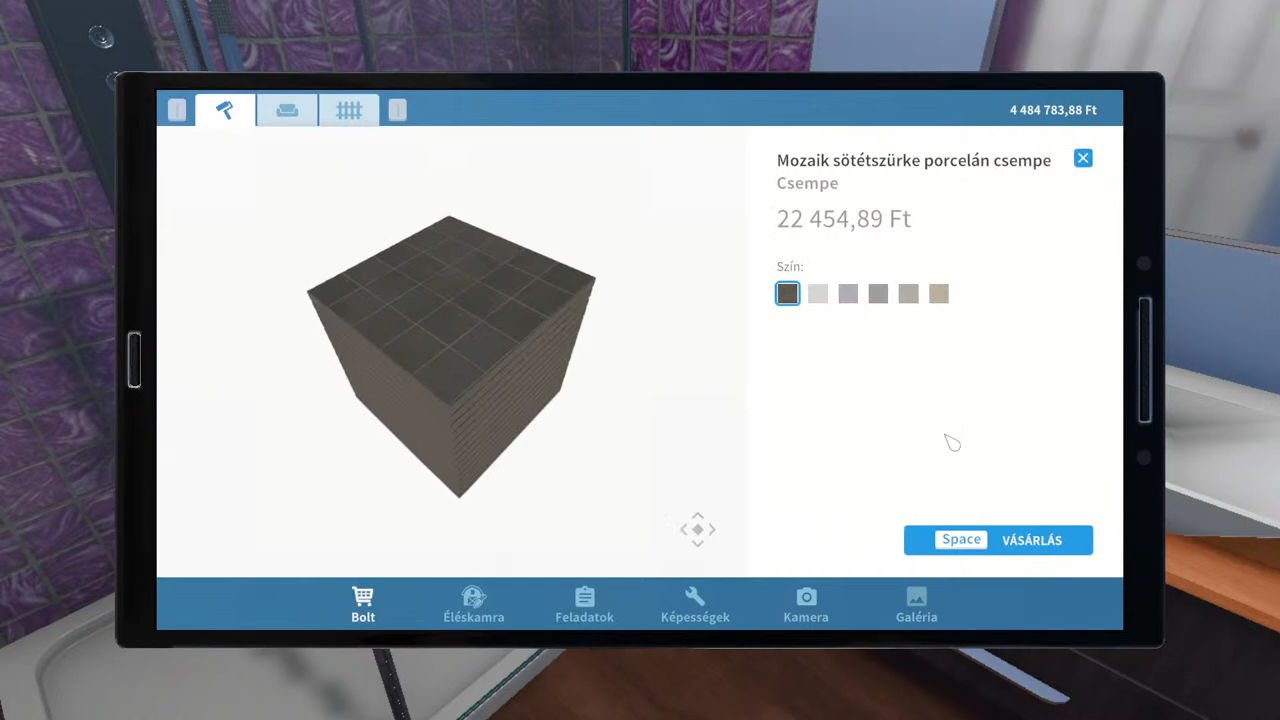 4 484 783,88 Ft
Mozaik sötétszürke porcelán csempe
Csempe
22 454,89 Ft
Szín:
Space VÁSÁRLÁS
Bolt
Éléskamra
Feladatok
Képességek
Kamera
Galéria